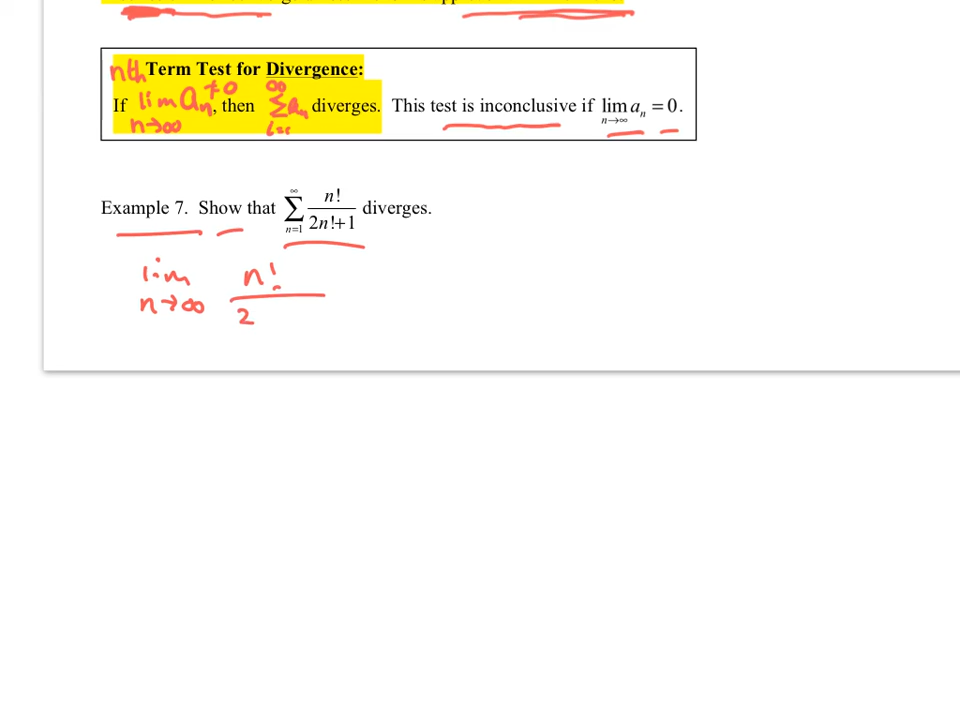 nth Term Test for Divergence:
If lim n→∞ aₙ ≠ 0, then ∞ Σ aₙ diverges. This test is inconclusive if lim n→∞ aₙ = 0.
Example 7. Show that ∞ Σ n=1 n! / 2n!+1 diverges.
lim n→∞ n! / 2